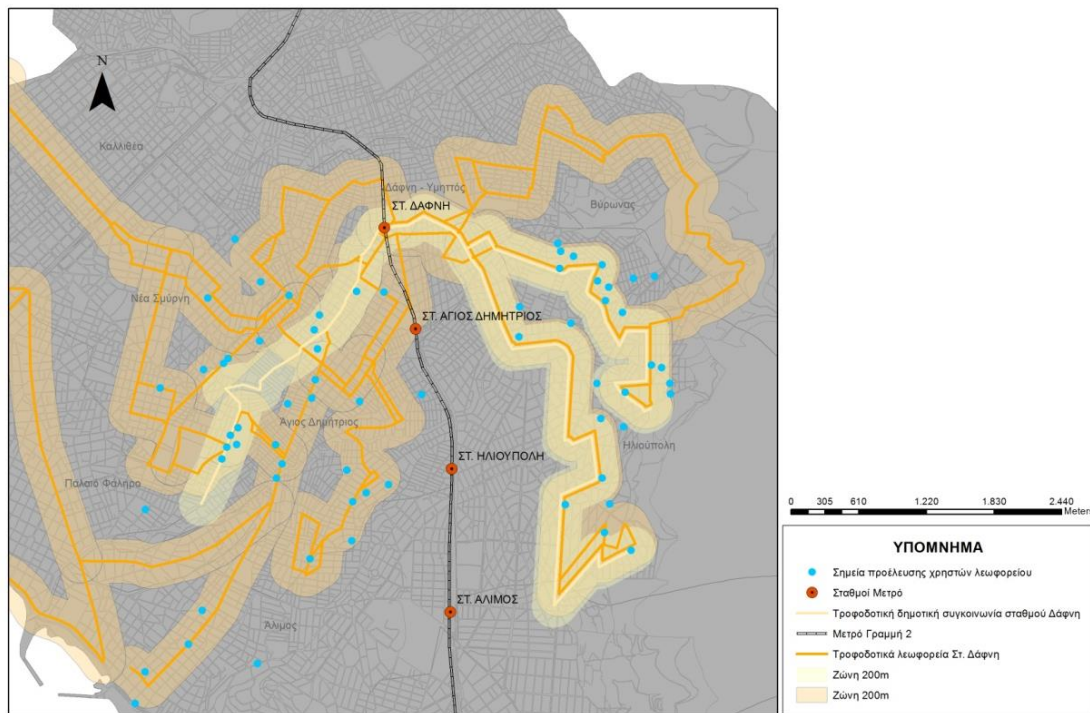 N
Καλλιθέα
Δάφνη - Υμηττός
ΣΤ. ΔΑΦΝΗ
Βύρωνας
Νέα Σμύρνη
ΣΤ. ΑΓΙΟΣ ΔΗΜΗΤΡΙΟΣ
Άγιος Δημήτριος
Ηλιούπολη
ΣΤ. ΗΛΙΟΥΠΟΛΗ
Παλαιό Φάληρο
ΣΤ. ΑΛΙΜΟΣ
Άλιμος
0 305 610 1.220 1.830 2.440
Meters
ΥΠΟΜΝΗΜΑ
Σημεία προέλευσης χρηστών λεωφορείου
Σταθμοί Μετρό
Τροφοδοτική δημοτική συγκοινωνία σταθμού Δάφνη
Μετρό Γραμμή 2
Τροφοδοτικά λεωφορεία Στ. Δάφνη
Ζώνη 200m
Ζώνη 200m